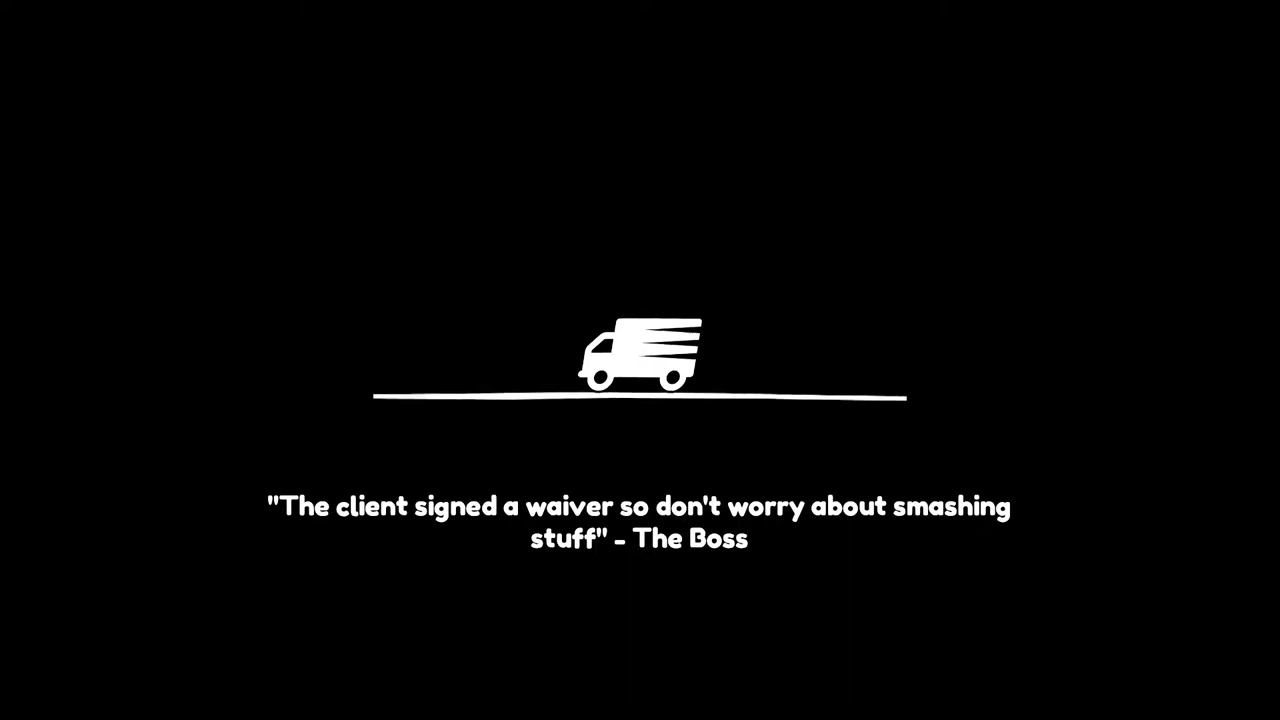 "The client signed a waiver so don't worry about smashing
stuff" - The Boss